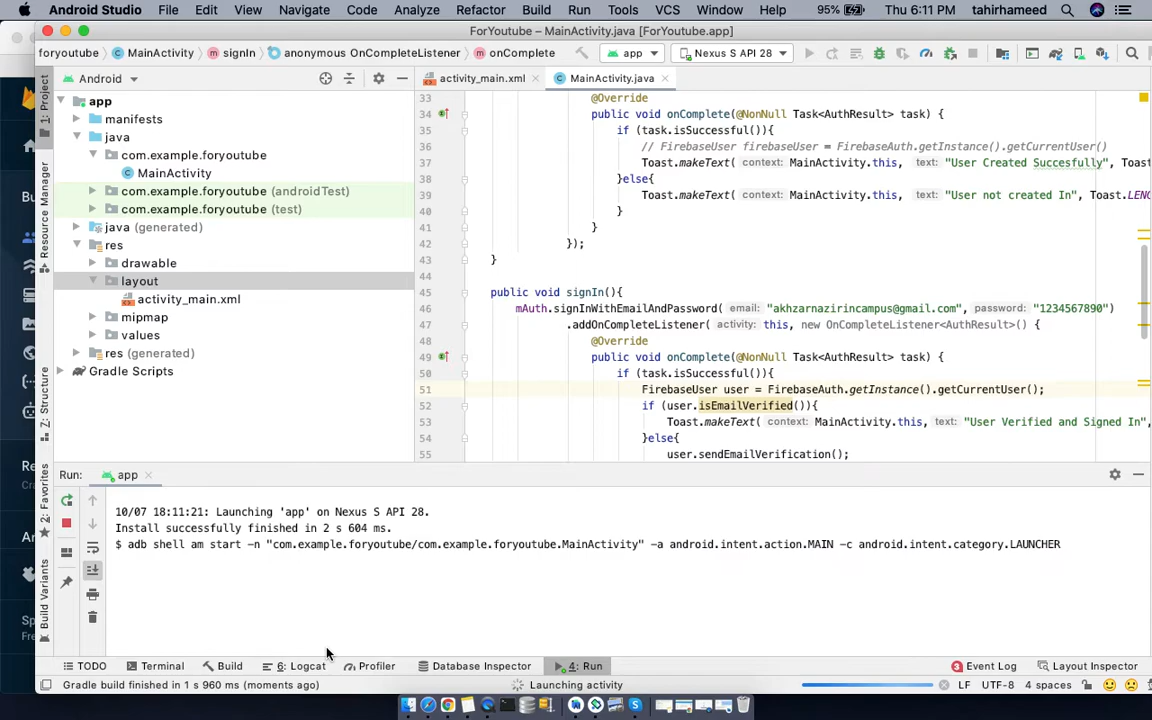 Android Studio File Edit View Navigate Code Analyze Refactor Build Run Tools VCS Window Help 95% Thu 6:11 PM tahirhameed
ForYoutube – MainActivity.java [ForYoutube.app]
foryoutube MainActivity signIn anonymous OnCompleteListener onComplete app Nexus S API 28
Android
activity_main.xml MainActivity.java
1: Project
Resource Manager
7: Structure
2: Favorites
Build Variants
app
manifests
java
com.example.foryoutube
MainActivity
com.example.foryoutube (androidTest)
com.example.foryoutube (test)
java (generated)
res
drawable
layout
activity_main.xml
mipmap
values
res (generated)
Gradle Scripts
33 @Override
34 public void onComplete(@NonNull Task<AuthResult> task) {
35 if (task.isSuccessful()){
36 // FirebaseUser firebaseUser = FirebaseAuth.getInstance().getCurrentUser()
37 Toast.makeText( context: MainActivity.this, text: "User Created Succesfully", Toast
38 }else{
39 Toast.makeText( context: MainActivity.this, text: "User not created In", Toast.LENG
40 }
41 }
42 });
43 }
44
45 public void signIn(){
46 mAuth.signInWithEmailAndPassword( email: "akhzarnazirincampus@gmail.com", password: "1234567890")
47 .addOnCompleteListener( activity: this, new OnCompleteListener<AuthResult>() {
48 @Override
49 public void onComplete(@NonNull Task<AuthResult> task) {
50 if (task.isSuccessful()){
51 FirebaseUser user = FirebaseAuth.getInstance().getCurrentUser();
52 if (user.isEmailVerified()){
53 Toast.makeText( context: MainActivity.this, text: "User Verified and Signed In",
54 }else{
55 user.sendEmailVerification();
Run: app
10/07 18:11:21: Launching 'app' on Nexus S API 28.
Install successfully finished in 2 s 604 ms.
$ adb shell am start -n "com.example.foryoutube/com.example.foryoutube.MainActivity" -a android.intent.action.MAIN -c android.intent.category.LAUNCHER
TODO Terminal Build 6: Logcat Profiler Database Inspector 4: Run 3 Event Log Layout Inspector
Gradle build finished in 1 s 960 ms (moments ago) Launching activity LF UTF-8 4 spaces